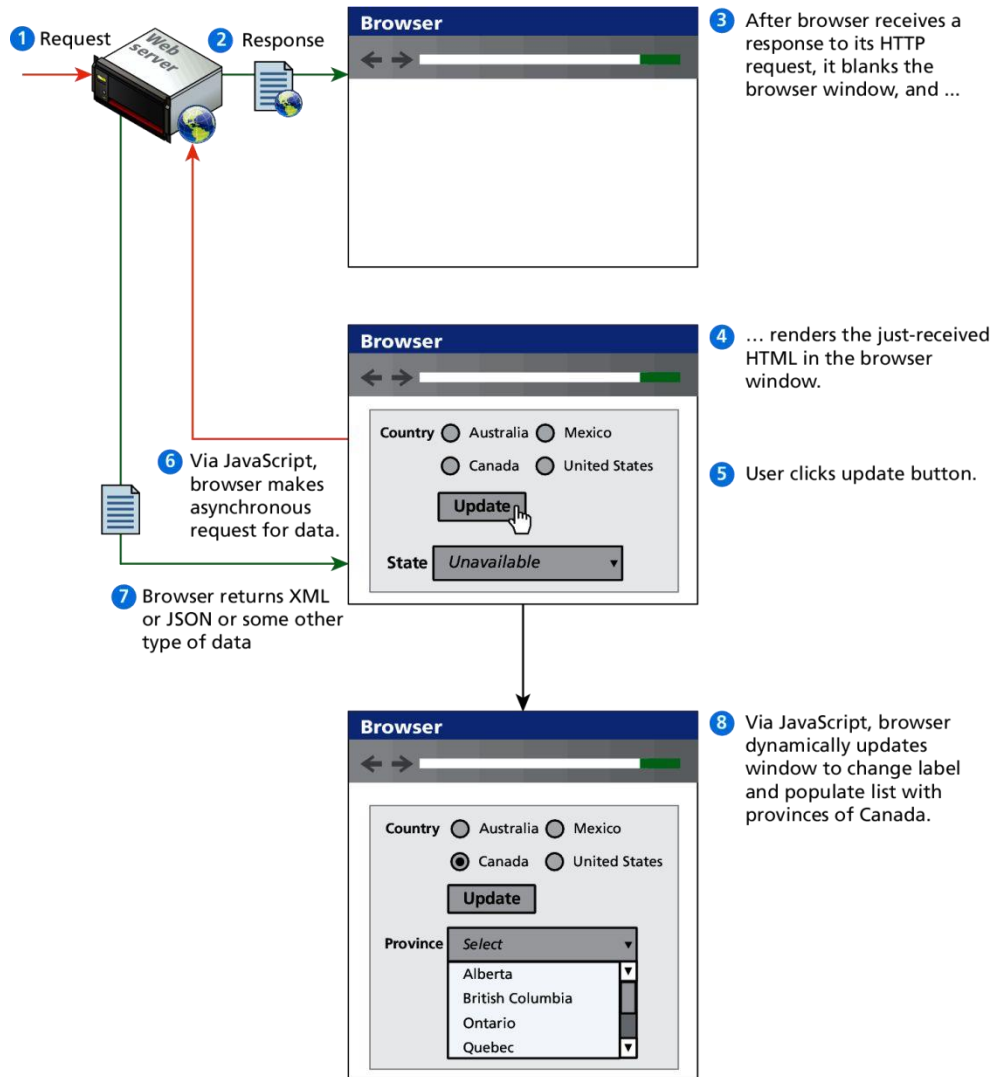 1 Request
Web server
2 Response
Browser
3 After browser receives a
response to its HTTP
request, it blanks the
browser window, and ...
Browser
4 ... renders the just-received
HTML in the browser
window.
Country Australia Mexico
Canada United States
Update
State Unavailable
5 User clicks update button.
6 Via JavaScript,
browser makes
asynchronous
request for data.
7 Browser returns XML
or JSON or some other
type of data
Browser
8 Via JavaScript, browser
dynamically updates
window to change label
and populate list with
provinces of Canada.
Country Australia Mexico
Canada United States
Update
Province Select
Alberta
British Columbia
Ontario
Quebec